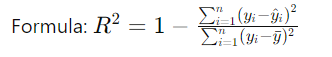 Formula: $R^2 = 1 - \frac{\sum_{i=1}^{n}(y_i - \hat{y}_i)^2}{\sum_{i=1}^{n}(y_i - \bar{y})^2}$